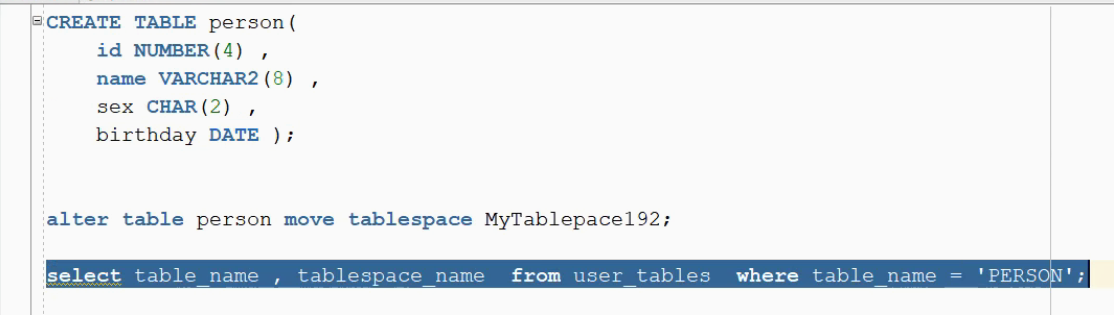 CREATE TABLE person(
id NUMBER(4) ,
name VARCHAR2(8) ,
sex CHAR(2) ,
birthday DATE );
alter table person move tablespace MyTablepace192;
select table_name , tablespace_name from user_tables where table_name = 'PERSON';